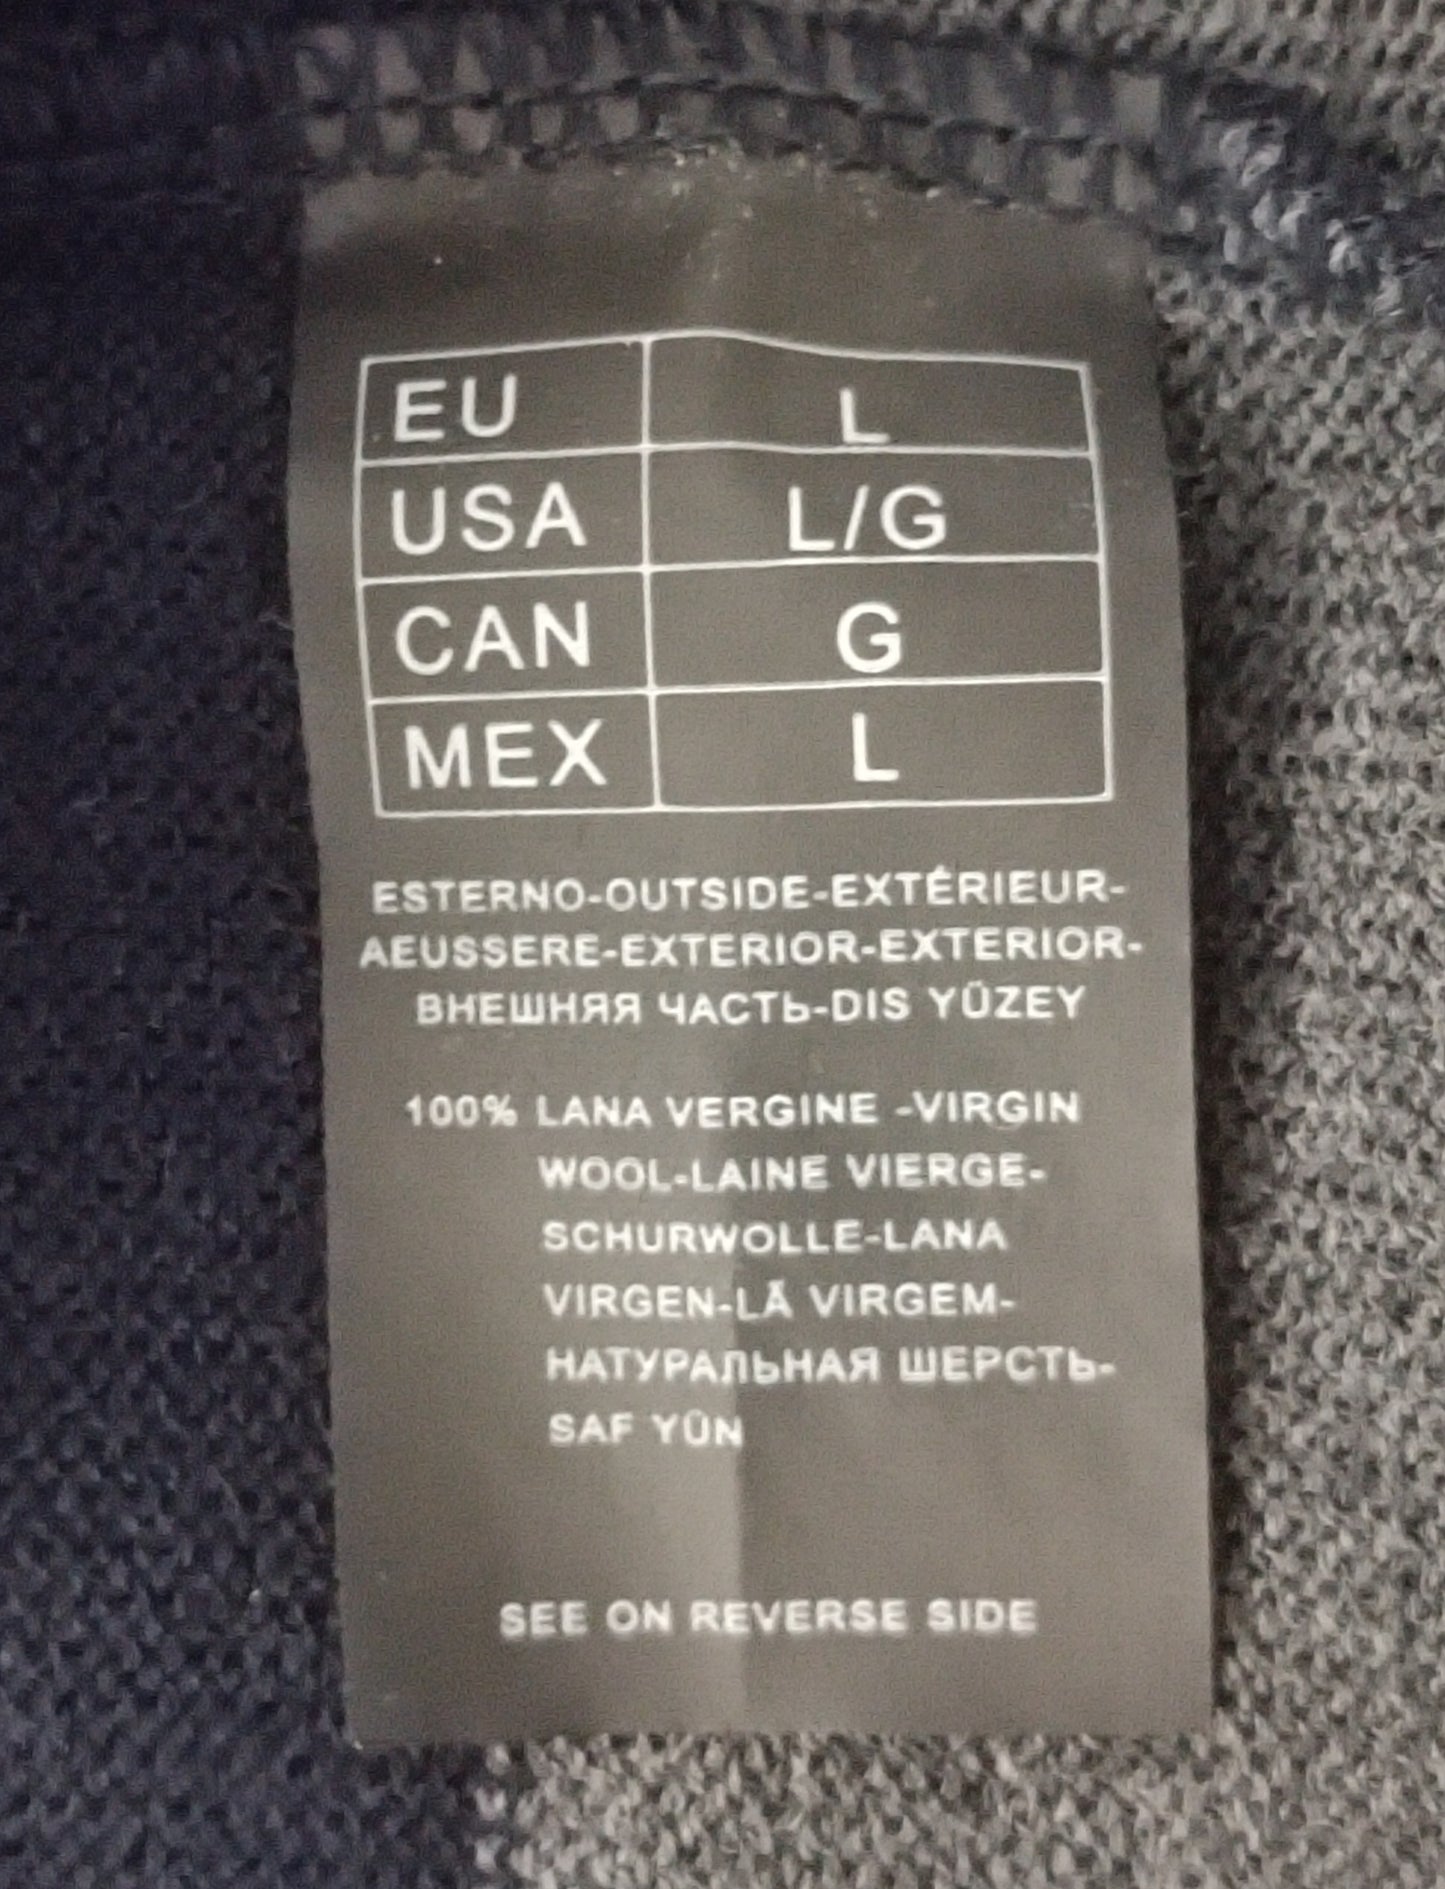 EU L
USA L/G
CAN G
MEX L
ESTERNO-OUTSIDE-EXTÉRIEUR-
AEUSSERE-EXTERIOR-EXTERIOR-
ВНЕШНЯЯ ЧАСТЬ-DIS YÜZEY
100% LANA VERGINE -VIRGIN
WOOL-LAINE VIERGE-
SCHURWOLLE-LANA
VIRGEN-LÃ VIRGEM-
НАТУРАЛЬНАЯ ШЕРСТЬ-
SAF YÜN
SEE ON REVERSE SIDE